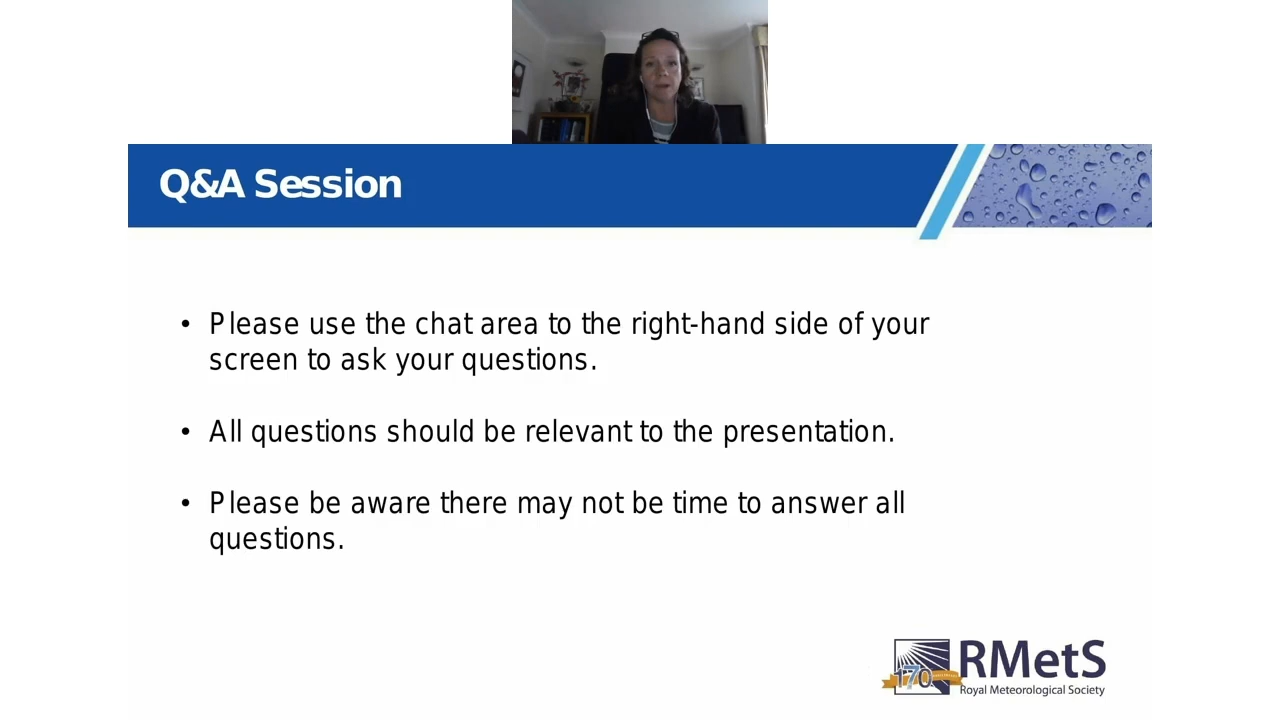 Q&A Session
• Please use the chat area to the right-hand side of your
screen to ask your questions.
• All questions should be relevant to the presentation.
• Please be aware there may not be time to answer all
questions.
RMetS
170
Royal Meteorological Society